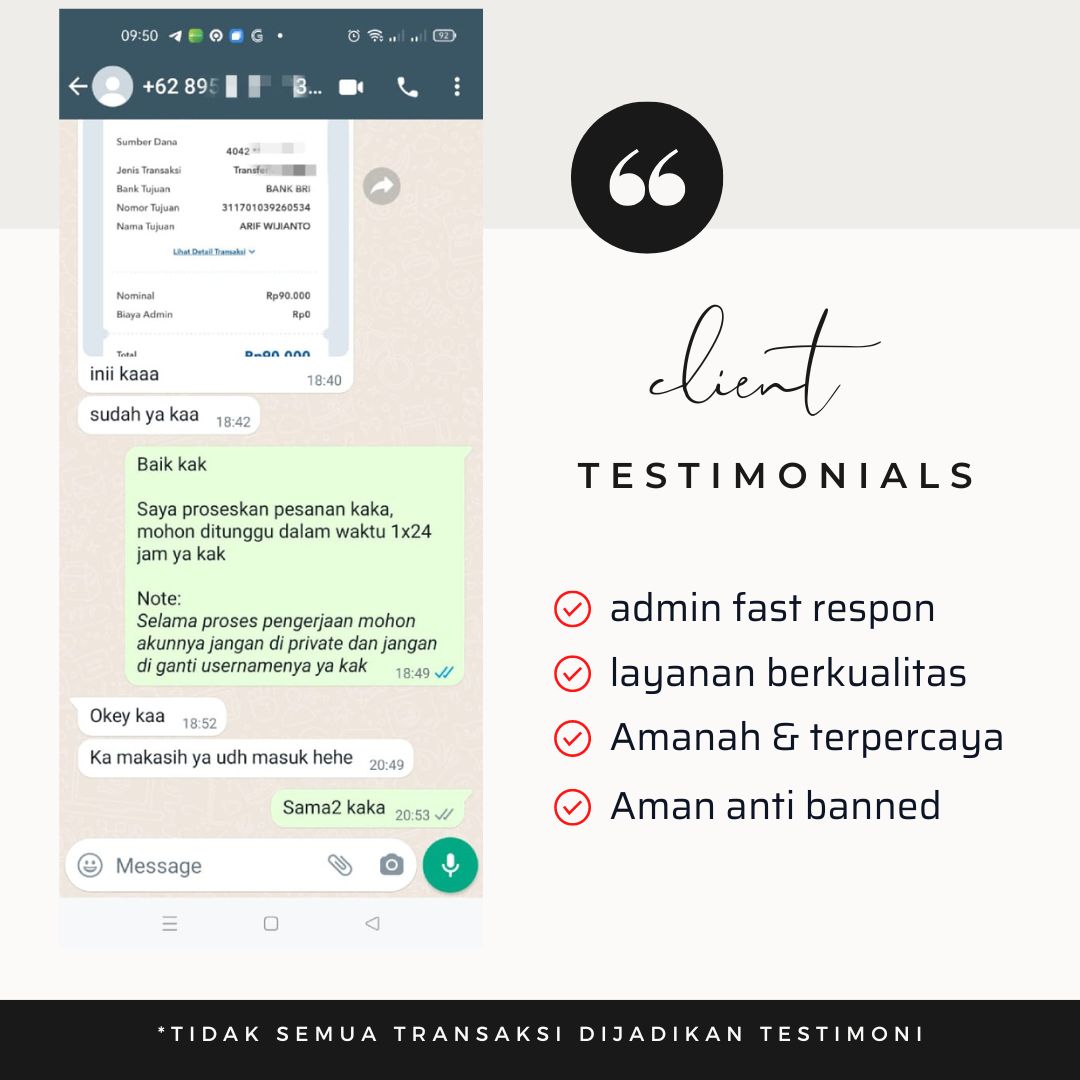 09:50
92
+62 895 3...
Sumber Dana
4042
Jenis Transaksi Transfer
Bank Tujuan BANK BRI
Nomor Tujuan 311701039260534
Nama Tujuan ARIF WIJIANTO
Lihat Detail Transaksi
Nominal Rp90.000
Biaya Admin Rp0
Total Rp90.000
inii kaaa 18:40
sudah ya kaa 18:42
Baik kak
Saya proseskan pesanan kaka,
mohon ditunggu dalam waktu 1x24
jam ya kak
Note:
Selama proses pengerjaan mohon
akunnya jangan di private dan jangan
di ganti usernamenya ya kak 18:49
Okey kaa 18:52
Ka makasih ya udh masuk hehe 20:49
Sama2 kaka 20:53
Message
client
TESTIMONIALS
admin fast respon
layanan berkualitas
Amanah & terpercaya
Aman anti banned
*TIDAK SEMUA TRANSAKSI DIJADIKAN TESTIMONI